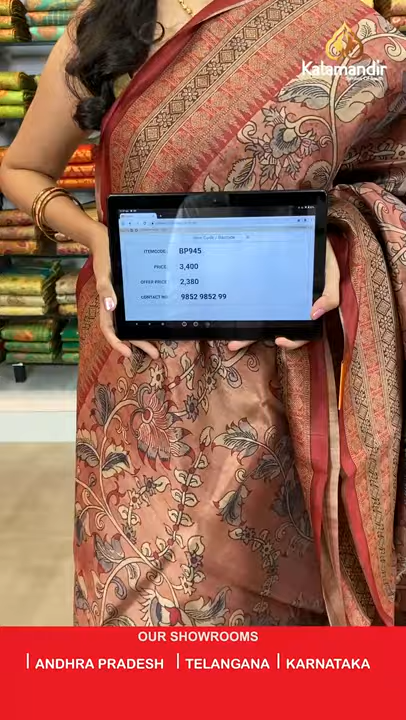 Kalamandir
ITEMCODE BP945
PRICE 3,400
OFFER PRICE 2,380
CONTACT NO 9852 9852 99
OUR SHOWROOMS
| ANDHRA PRADESH | TELANGANA | KARNATAKA